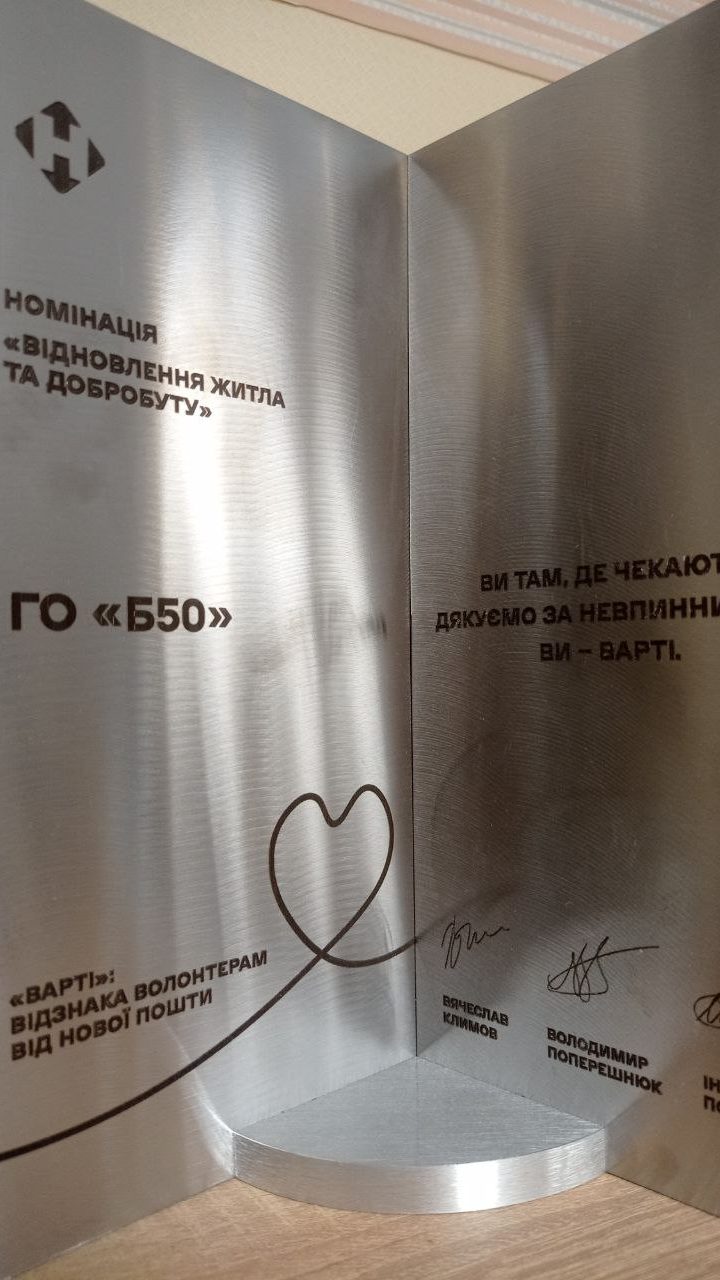 НОМІНАЦІЯ
«ВІДНОВЛЕННЯ ЖИТЛА
ТА ДОБРОБУТУ»
ГО «Б50»
«ВАРТІ»:
ВІДЗНАКА ВОЛОНТЕРАМ
ВІД НОВОЇ ПОШТИ
ВИ ТАМ, ДЕ ЧЕКАЮТ
ДЯКУЄМО ЗА НЕВПИННИ
ВИ – ВАРТІ.
ВЯЧЕСЛАВ
КЛИМОВ
ВОЛОДИМИР
ПОПЕРЕШНЮК